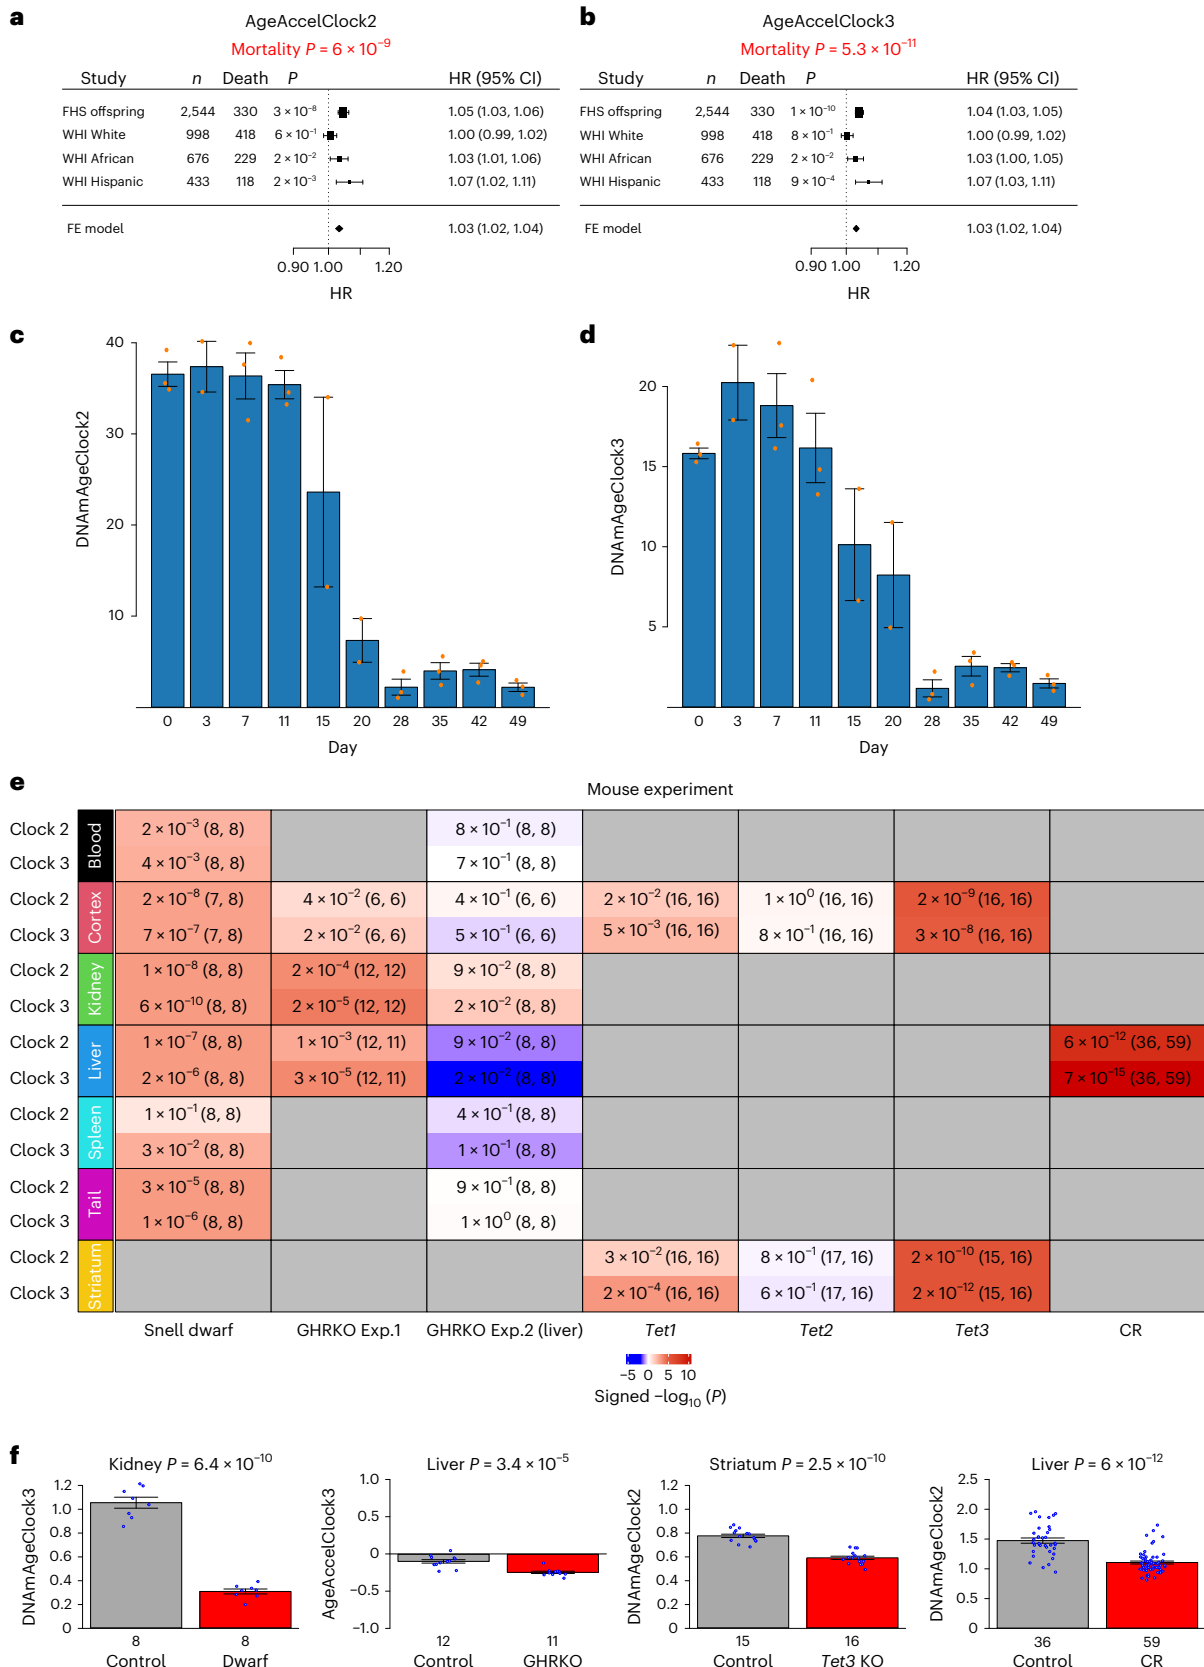 a
AgeAccelClock2
Mortality P = 6 × 10⁻⁹
Study n Death P HR (95% CI)
FHS offspring 2,544 330 3 × 10⁻⁸ 1.05 (1.03, 1.06)
WHI White 998 418 6 × 10⁻¹ 1.00 (0.99, 1.02)
WHI African 676 229 2 × 10⁻² 1.03 (1.01, 1.06)
WHI Hispanic 433 118 2 × 10⁻³ 1.07 (1.02, 1.11)
FE model 1.03 (1.02, 1.04)
0.90 1.00 1.20
HR
b
AgeAccelClock3
Mortality P = 5.3 × 10⁻¹¹
Study n Death P HR (95% CI)
FHS offspring 2,544 330 1 × 10⁻¹⁰ 1.04 (1.03, 1.05)
WHI White 998 418 8 × 10⁻¹ 1.00 (0.99, 1.02)
WHI African 676 229 2 × 10⁻² 1.03 (1.00, 1.05)
WHI Hispanic 433 118 9 × 10⁻⁴ 1.07 (1.03, 1.11)
FE model 1.03 (1.02, 1.04)
0.90 1.00 1.20
HR
c
DNAmAgeClock2
40
30
20
10
0 3 7 11 15 20 28 35 42 49
Day
d
DNAmAgeClock3
20
15
10
5
0 3 7 11 15 20 28 35 42 49
Day
e
Mouse experiment
Blood
Clock 2 2 × 10⁻³ (8, 8) 8 × 10⁻¹ (8, 8)
Clock 3 4 × 10⁻³ (8, 8) 7 × 10⁻¹ (8, 8)
Cortex
Clock 2 2 × 10⁻⁸ (7, 8) 4 × 10⁻² (6, 6) 4 × 10⁻¹ (6, 6) 2 × 10⁻² (16, 16) 1 × 10⁰ (16, 16) 2 × 10⁻⁹ (16, 16)
Clock 3 7 × 10⁻⁷ (7, 8) 2 × 10⁻² (6, 6) 5 × 10⁻¹ (6, 6) 5 × 10⁻³ (16, 16) 8 × 10⁻¹ (16, 16) 3 × 10⁻⁸ (16, 16)
Kidney
Clock 2 1 × 10⁻⁸ (8, 8) 2 × 10⁻⁴ (12, 12) 9 × 10⁻² (8, 8)
Clock 3 6 × 10⁻¹⁰ (8, 8) 2 × 10⁻⁵ (12, 12) 2 × 10⁻² (8, 8)
Liver
Clock 2 1 × 10⁻⁷ (8, 8) 1 × 10⁻³ (12, 11) 9 × 10⁻² (8, 8) 6 × 10⁻¹² (36, 59)
Clock 3 2 × 10⁻⁶ (8, 8) 3 × 10⁻⁵ (12, 11) 2 × 10⁻² (8, 8) 7 × 10⁻¹⁵ (36, 59)
Spleen
Clock 2 1 × 10⁻¹ (8, 8) 4 × 10⁻¹ (8, 8)
Clock 3 3 × 10⁻² (8, 8) 1 × 10⁻¹ (8, 8)
Tail
Clock 2 3 × 10⁻⁵ (8, 8) 9 × 10⁻¹ (8, 8)
Clock 3 1 × 10⁻⁶ (8, 8) 1 × 10⁰ (8, 8)
Striatum
Clock 2 3 × 10⁻² (16, 16) 8 × 10⁻¹ (17, 16) 2 × 10⁻¹⁰ (15, 16)
Clock 3 2 × 10⁻⁴ (16, 16) 6 × 10⁻¹ (17, 16) 2 × 10⁻¹² (15, 16)
Snell dwarf GHRKO Exp.1 GHRKO Exp.2 (liver) Tet1 Tet2 Tet3 CR
−5 0 5 10
Signed −log₁₀ (P)
f
Kidney P = 6.4 × 10⁻¹⁰
DNAmAgeClock3
1.2
1.0
0.8
0.6
0.4
0.2
0
8 8
Control Dwarf
Liver P = 3.4 × 10⁻⁵
AgeAccelClock3
1.0
0.5
0
−0.5
−1.0
12 11
Control GHRKO
Striatum P = 2.5 × 10⁻¹⁰
DNAmAgeClock2
1.2
1.0
0.8
0.6
0.4
0.2
0
15 16
Control Tet3 KO
Liver P = 6 × 10⁻¹²
DNAmAgeClock2
2.5
2.0
1.5
1.0
0.5
0
36 59
Control CR